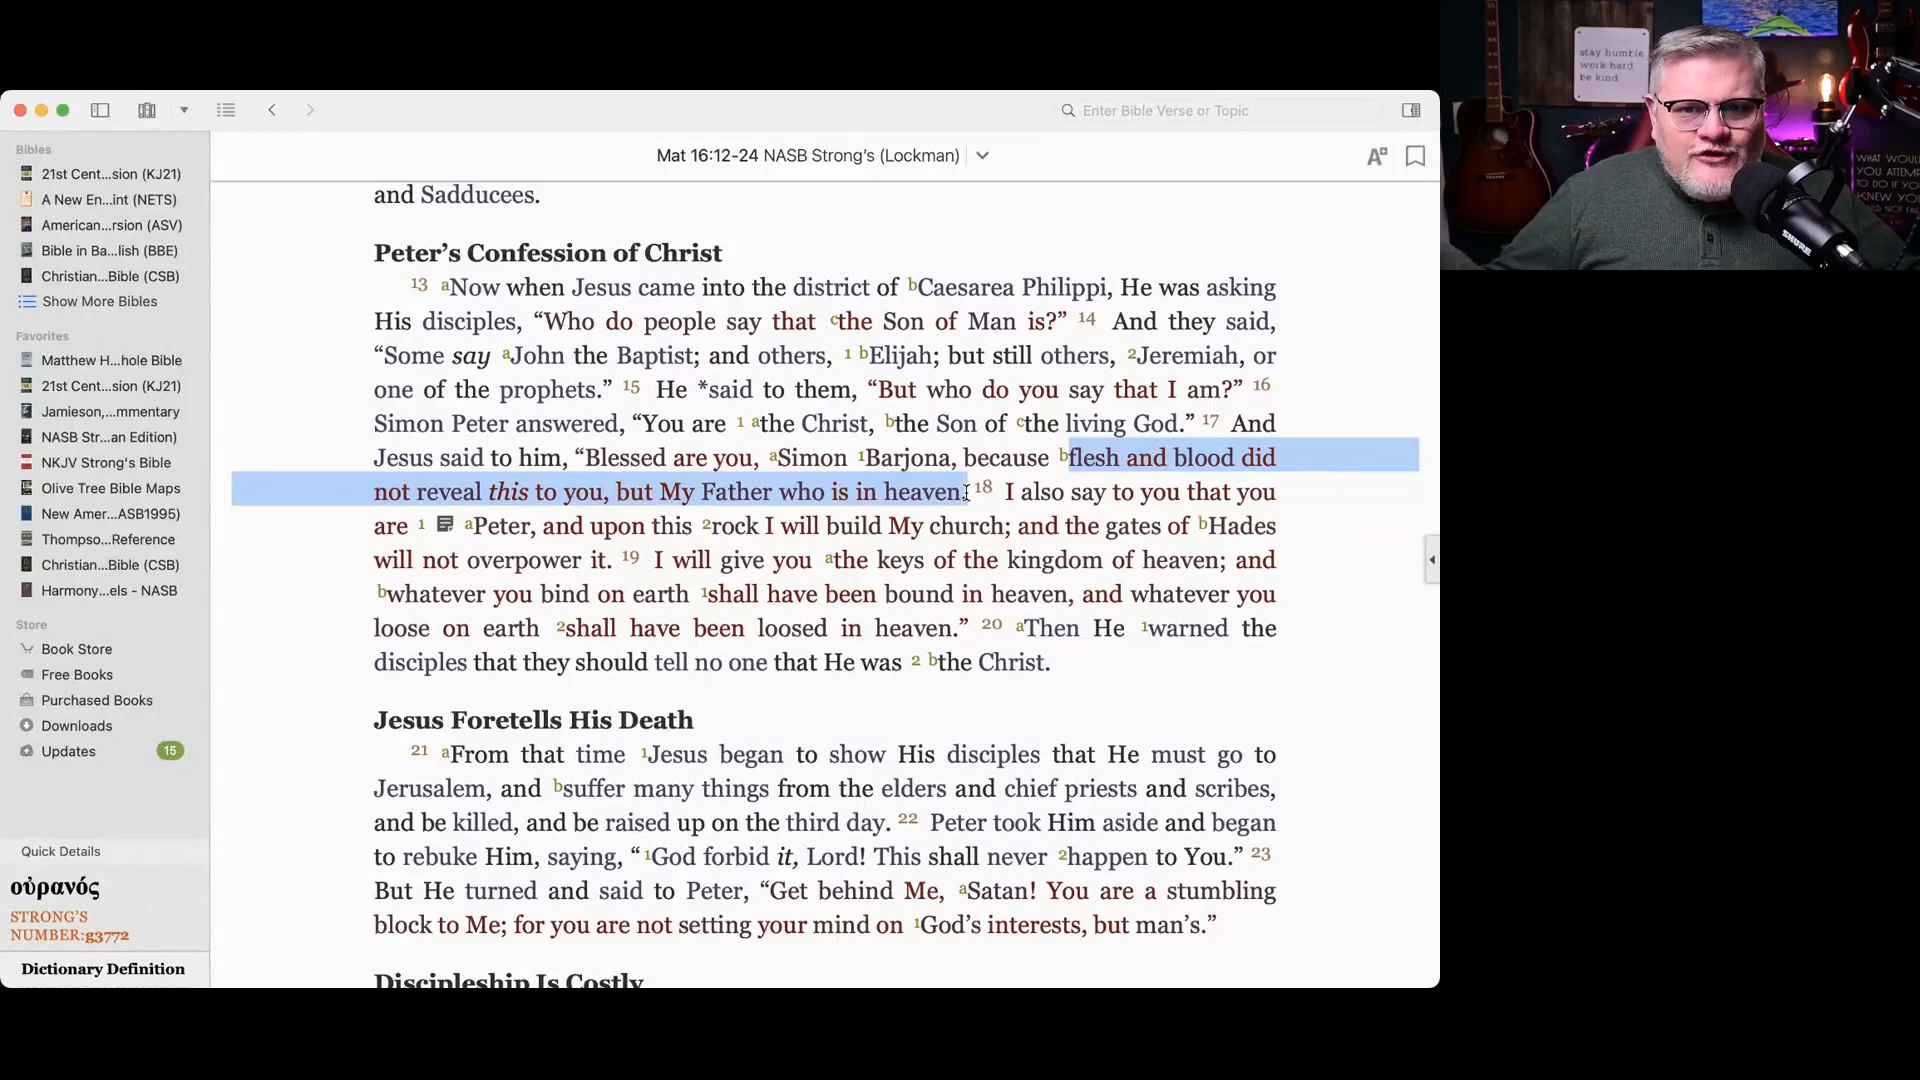 Enter Bible Verse or Topic
Mat 16:12-24 NASB Strong’s (Lockman)
Bibles
21st Cent...sion (KJ21)
A New En...int (NETS)
American...rsion (ASV)
Bible in Ba...lish (BBE)
Christian...Bible (CSB)
Show More Bibles
Favorites
Matthew H...hole Bible
21st Cent...sion (KJ21)
Jamieson,...mmentary
NASB Str...an Edition)
NKJV Strong's Bible
Olive Tree Bible Maps
New Amer...ASB1995)
Thompso...Reference
Christian...Bible (CSB)
Harmony...els - NASB
Store
Book Store
Free Books
Purchased Books
Downloads
Updates 15
Quick Details
οὐρανός
STRONG'S
NUMBER:g3772
Dictionary Definition
and Sadducees.
Peter’s Confession of Christ
13 aNow when Jesus came into the district of bCaesarea Philippi, He was asking
His disciples, “Who do people say that cthe Son of Man is?” 14 And they said,
“Some say aJohn the Baptist; and others, 1 bElijah; but still others, 2Jeremiah, or
one of the prophets.” 15 He *said to them, “But who do you say that I am?” 16
Simon Peter answered, “You are 1 athe Christ, bthe Son of cthe living God.” 17 And
Jesus said to him, “Blessed are you, aSimon 1Barjona, because bflesh and blood did
not reveal this to you, but My Father who is in heaven. 18 I also say to you that you
are 1 aPeter, and upon this 2rock I will build My church; and the gates of bHades
will not overpower it. 19 I will give you athe keys of the kingdom of heaven; and
bwhatever you bind on earth 1shall have been bound in heaven, and whatever you
loose on earth 2shall have been loosed in heaven.” 20 aThen He 1warned the
disciples that they should tell no one that He was 2 bthe Christ.
Jesus Foretells His Death
21 aFrom that time 1Jesus began to show His disciples that He must go to
Jerusalem, and bsuffer many things from the elders and chief priests and scribes,
and be killed, and be raised up on the third day. 22 Peter took Him aside and began
to rebuke Him, saying, “1God forbid it, Lord! This shall never 2happen to You.” 23
But He turned and said to Peter, “Get behind Me, aSatan! You are a stumbling
block to Me; for you are not setting your mind on 1God’s interests, but man’s.”
Discipleship Is Costly
stay humble
work hard
be kind
SHURE
WHAT WOULD
YOU ATTEMPT
TO DO IF YOU
KNEW YOU
COULD NOT FAIL